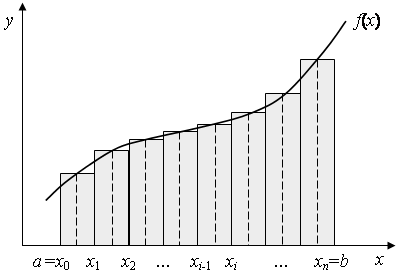 y
f(x)
a=x₀ x₁ x₂ ... xᵢ₋₁ xᵢ ... xₙ=b x